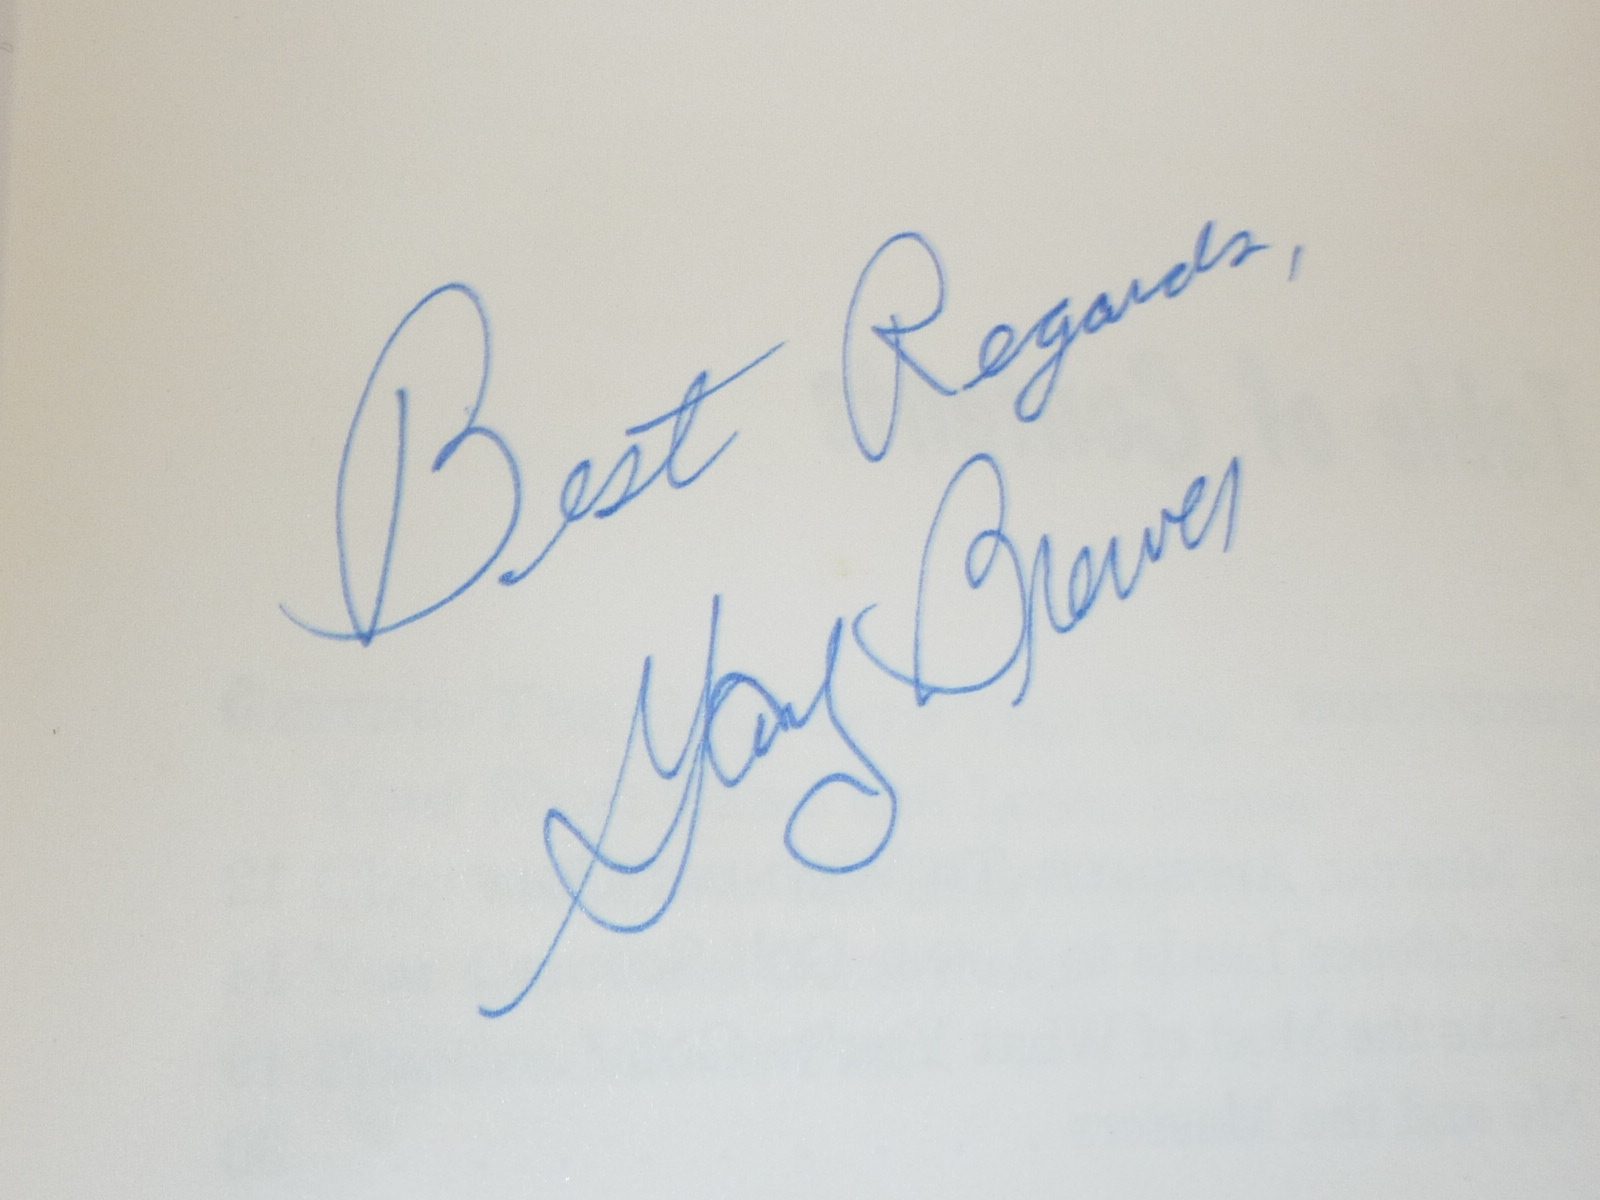 Best Regards,
Gary Brewer